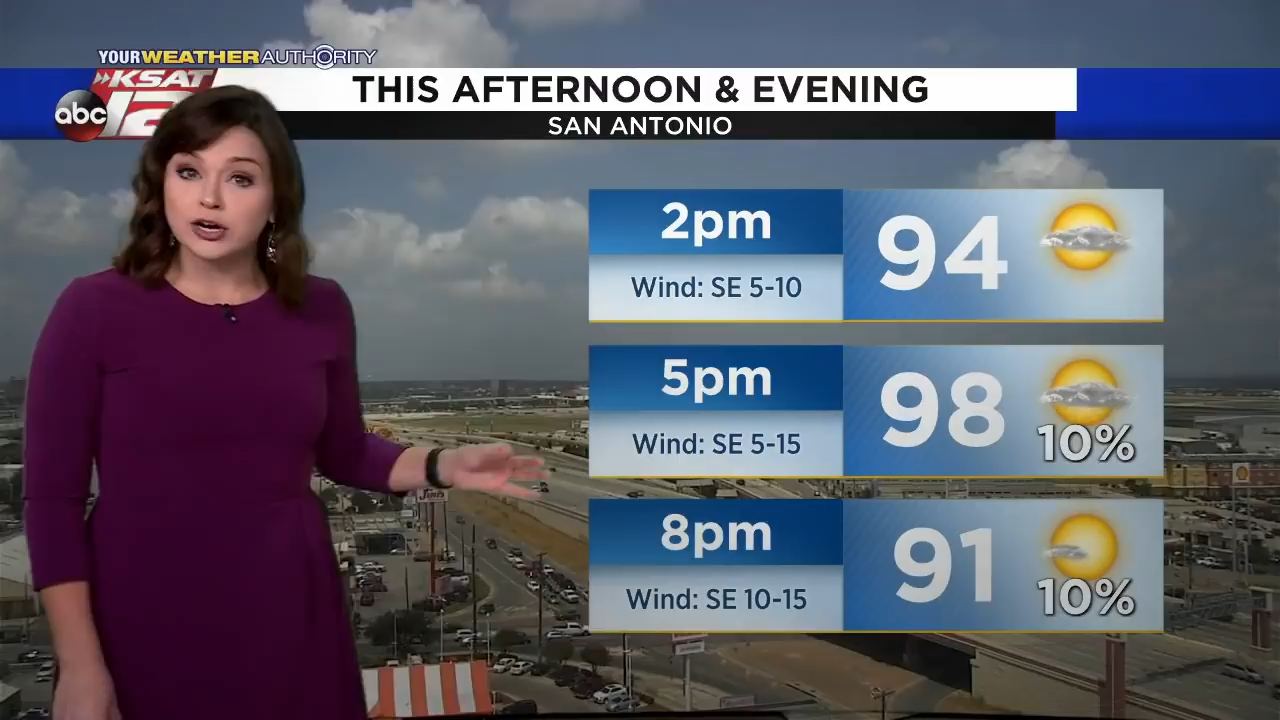 YOURWEATHERAUTHORITY
KSAT
abc 12
THIS AFTERNOON & EVENING
SAN ANTONIO
2pm
94
Wind: SE 5-10
5pm
98
Wind: SE 5-15
10%
8pm
91
Wind: SE 10-15
10%